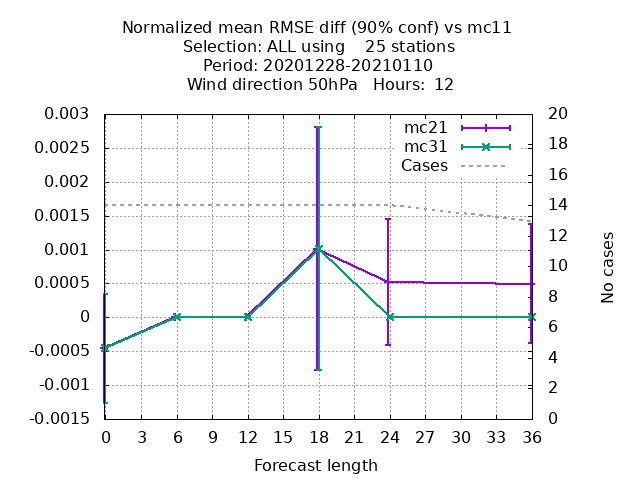 Normalized mean RMSE diff (90% conf) vs mc11
Selection: ALL using    25 stations
Period: 20201228-20210110
Wind direction 50hPa   Hours:  12
mc21
mc31
Cases
0.003
0.0025
0.002
0.0015
0.001
0.0005
0
-0.0005
-0.001
-0.0015
20
18
16
14
12
10
8
6
4
2
0
No cases
0 3 6 9 12 15 18 21 24 27 30 33 36
Forecast length